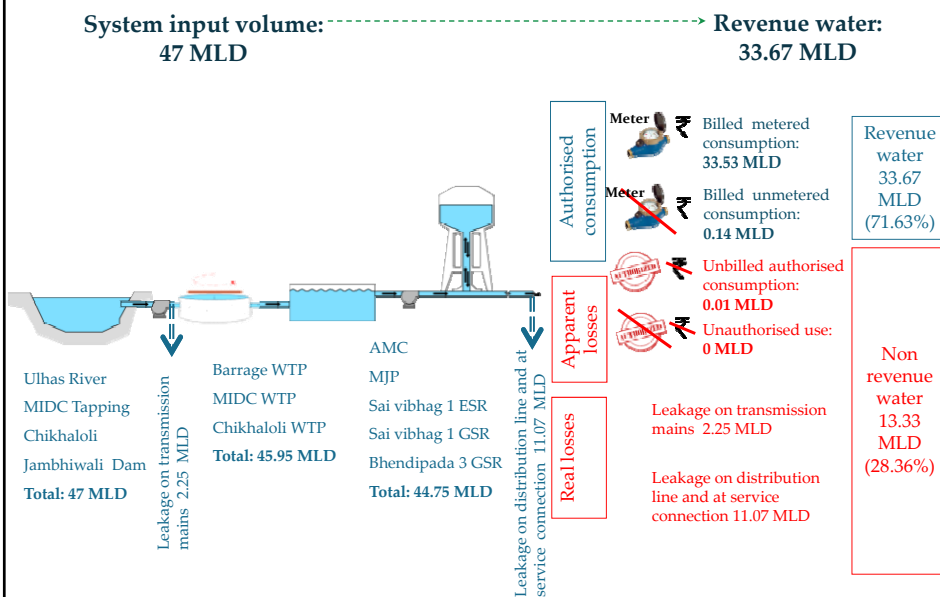 System input volume:
47 MLD
Revenue water:
33.67 MLD
Authorised
consumption
Meter
₹
Billed metered
consumption:
33.53 MLD
Meter
₹
Billed unmetered
consumption:
0.14 MLD
Revenue
water
33.67
MLD
(71.63%)
Apparent
losses
₹
Unbilled authorised
consumption:
0.01 MLD
₹
Unauthorised use:
0 MLD
Real losses
Leakage on transmission
mains 2.25 MLD
Leakage on distribution
line and at service
connection 11.07 MLD
Non
revenue
water
13.33
MLD
(28.36%)
Ulhas River
MIDC Tapping
Chikhaloli
Jambhiwali Dam
Total: 47 MLD
Leakage on transmission
mains 2.25 MLD
Barrage WTP
MIDC WTP
Chikhaloli WTP
Total: 45.95 MLD
AMC
MJP
Sai vibhag 1 ESR
Sai vibhag 1 GSR
Bhendipada 3 GSR
Total: 44.75 MLD
Leakage on distribution line and at
service connection 11.07 MLD